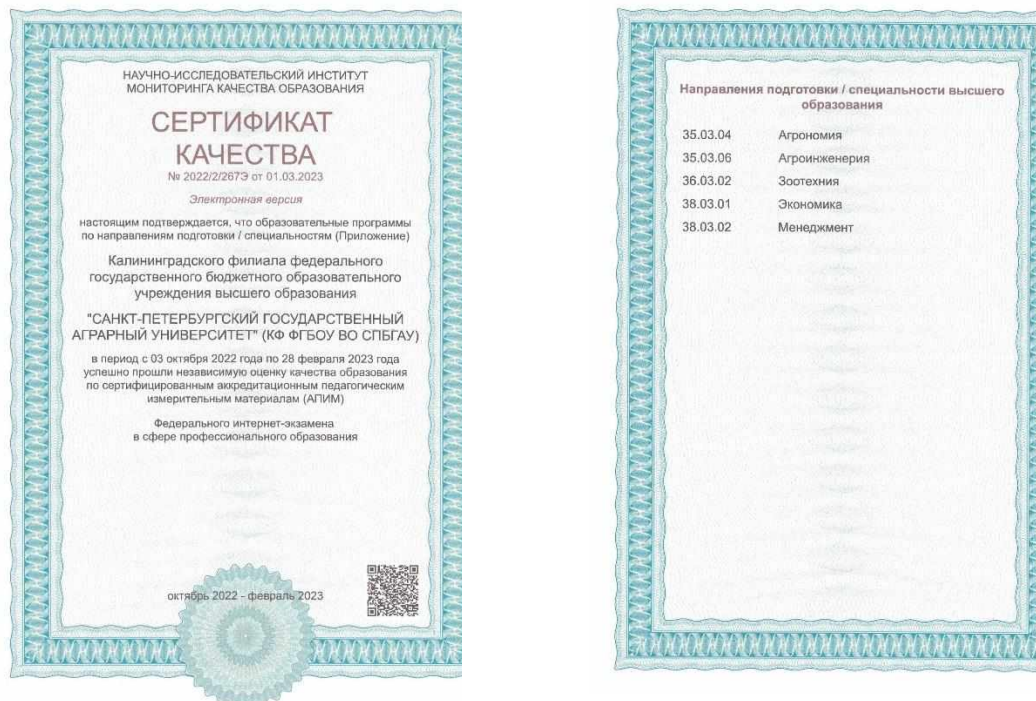 НАУЧНО-ИССЛЕДОВАТЕЛЬСКИЙ ИНСТИТУТ
МОНИТОРИНГА КАЧЕСТВА ОБРАЗОВАНИЯ
СЕРТИФИКАТ
КАЧЕСТВА
№ 2022/2/267Э от 01.03.2023
Электронная версия
настоящим подтверждается, что образовательные программы
по направлениям подготовки / специальностям (Приложение)
Калининградского филиала федерального
государственного бюджетного образовательного
учреждения высшего образования
"САНКТ-ПЕТЕРБУРГСКИЙ ГОСУДАРСТВЕННЫЙ
АГРАРНЫЙ УНИВЕРСИТЕТ" (КФ ФГБОУ ВО СПБГАУ)
в период с 03 октября 2022 года по 28 февраля 2023 года
успешно прошли независимую оценку качества образования
по сертифицированным аккредитационным педагогическим
измерительным материалам (АПИМ)
Федерального интернет-экзамена
в сфере профессионального образования
октябрь 2022 - февраль 2023
Направления подготовки / специальности высшего
образования
35.03.04 Агрономия
35.03.06 Агроинженерия
36.03.02 Зоотехния
38.03.01 Экономика
38.03.02 Менеджмент